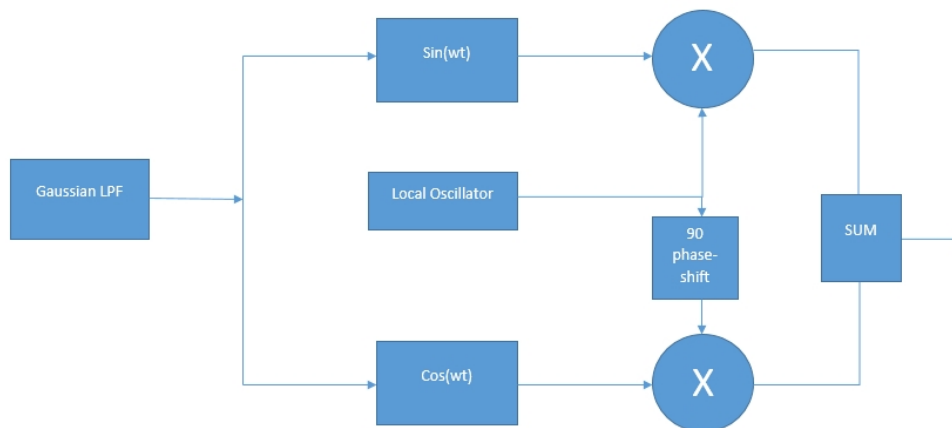 Sin(wt)
X
Gaussian LPF
Local Oscillator
90
phase-
shift
SUM
Cos(wt)
X